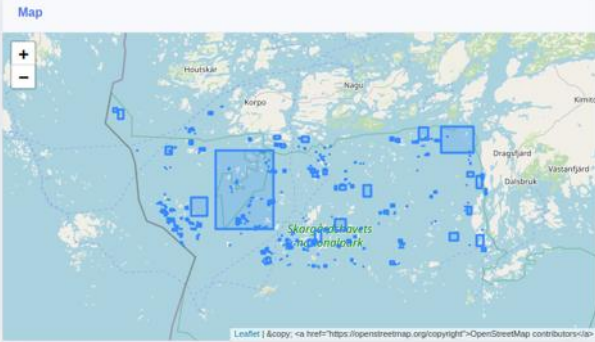 Map
+
−
Houtskär
Nagu
Korpo
Kimito
Dragsfjärd
Västanfjärd
Dalsbruk
Skärgårdshavets
nationalpark
Leaflet | &copy; <a href="https://openstreetmap.org/copyright">OpenStreetMap contributors</a>